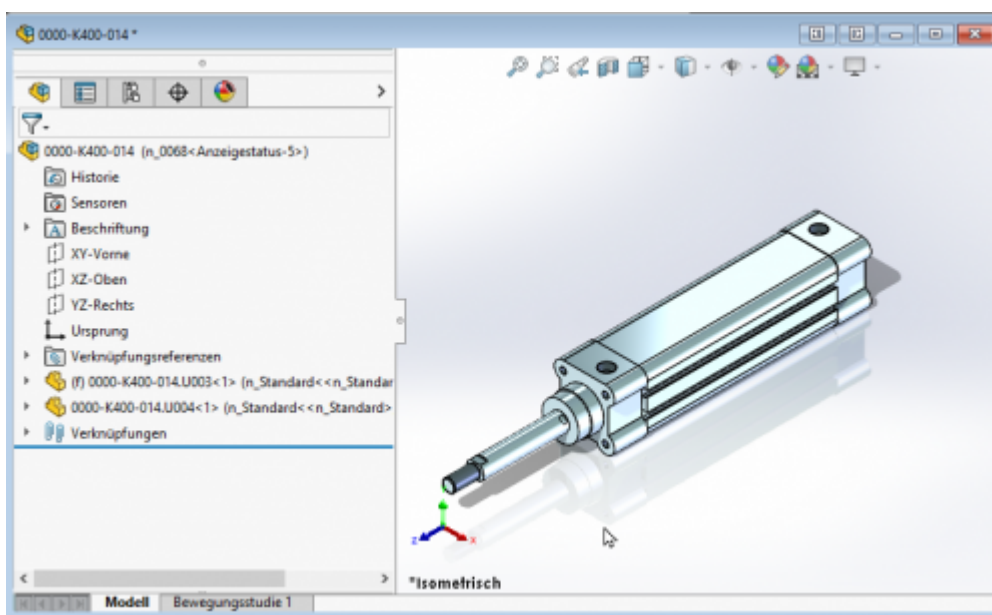 0000-K400-014 *
0000-K400-014 (n_0068<Anzeigestatus-5>)
Historie
Sensoren
A Beschriftung
XY-Vorne
XZ-Oben
YZ-Rechts
Ursprung
Verknüpfungsreferenzen
(f) 0000-K400-014.U003<1> (n_Standard<<n_Standar
0000-K400-014.U004<1> (n_Standard<<n_Standard>
Verknüpfungen
z x
*Isometrisch
Modell Bewegungsstudie 1